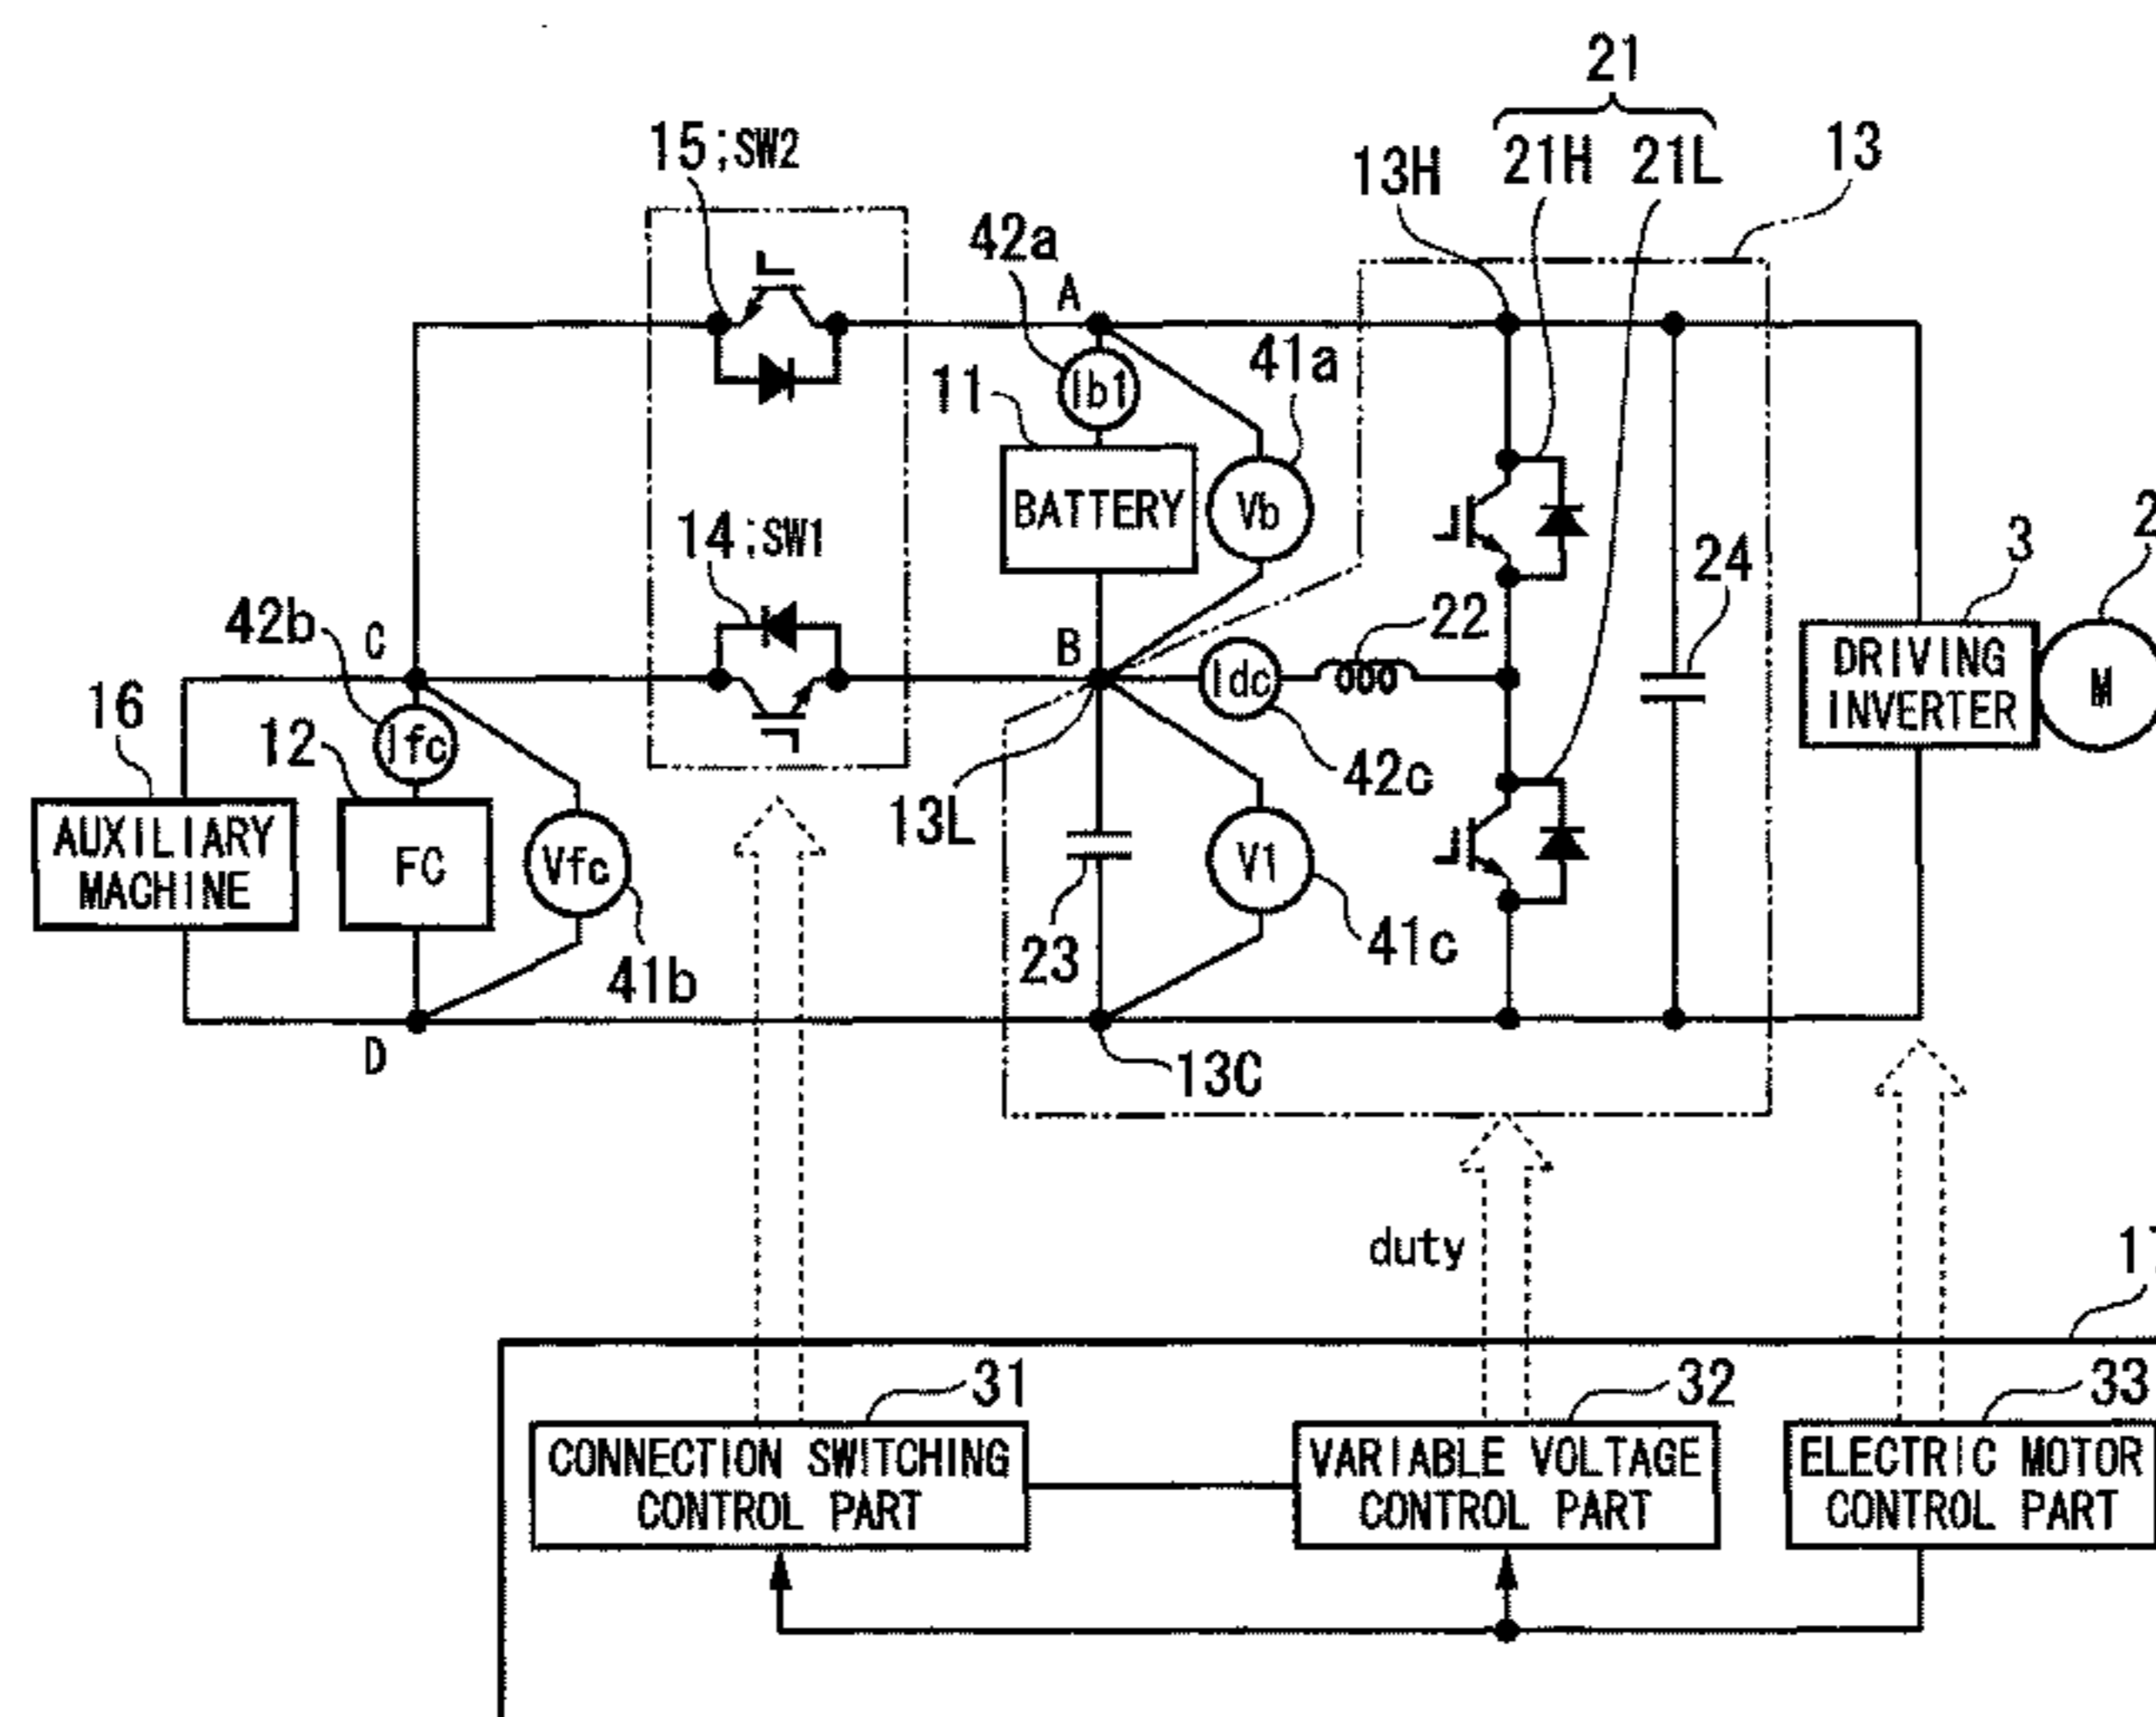 21
15;SW2
13H
21H
21L
13
42a
A
41a
Ib1
11
BATTERY
Vb
14;SW1
24
3
2
22
42b
C
B
Idc
DRIVING
INVERTER
M
16
12
Ifc
13L
42c
AUXILIARY
MACHINE
FC
Vfc
V1
23
41c
41b
D
13C
duty
31
32
33
CONNECTION SWITCHING
CONTROL PART
VARIABLE VOLTAGE
CONTROL PART
ELECTRIC MOTOR
CONTROL PART